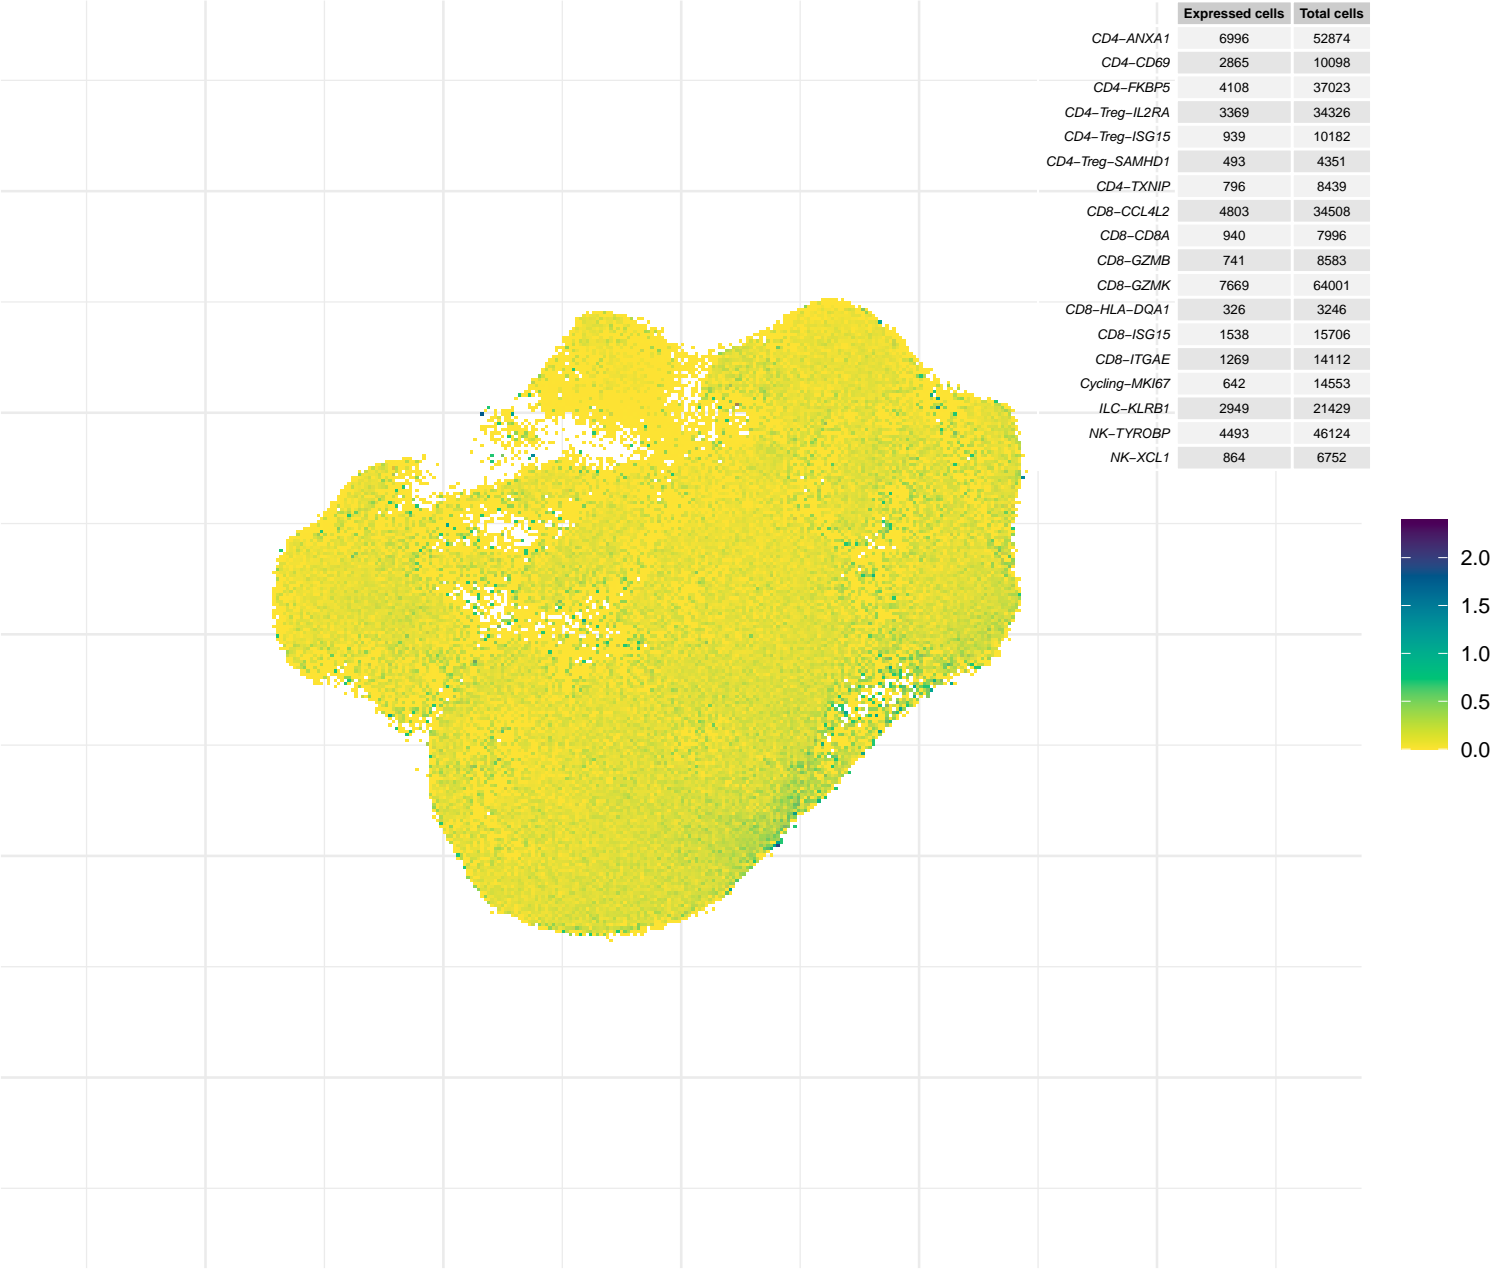 Expressed cells Total cells
CD4−ANXA1 6996 52874
CD4−CD69 2865 10098
CD4−FKBP5 4108 37023
CD4−Treg−IL2RA 3369 34326
CD4−Treg−ISG15 939 10182
CD4−Treg−SAMHD1 493 4351
CD4−TXNIP 796 8439
CD8−CCL4L2 4803 34508
CD8−CD8A 940 7996
CD8−GZMB 741 8583
CD8−GZMK 7669 64001
CD8−HLA−DQA1 326 3246
CD8−ISG15 1538 15706
CD8−ITGAE 1269 14112
Cycling−MKI67 642 14553
ILC−KLRB1 2949 21429
NK−TYROBP 4493 46124
NK−XCL1 864 6752
2.0
1.5
1.0
0.5
0.0